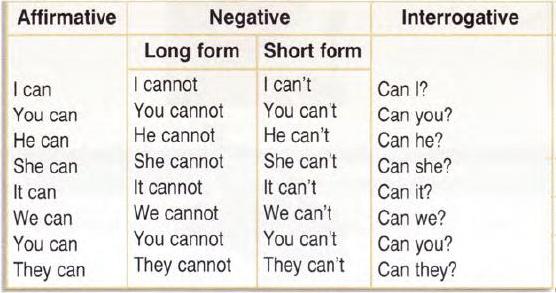 Affirmative Negative Interrogative
Long form Short form
I can I cannot I can't Can I?
You can You cannot You can't Can you?
He can He cannot He can't Can he?
She can She cannot She can't Can she?
It can It cannot It can't Can it?
We can We cannot We can't Can we?
You can You cannot You can't Can you?
They can They cannot They can't Can they?